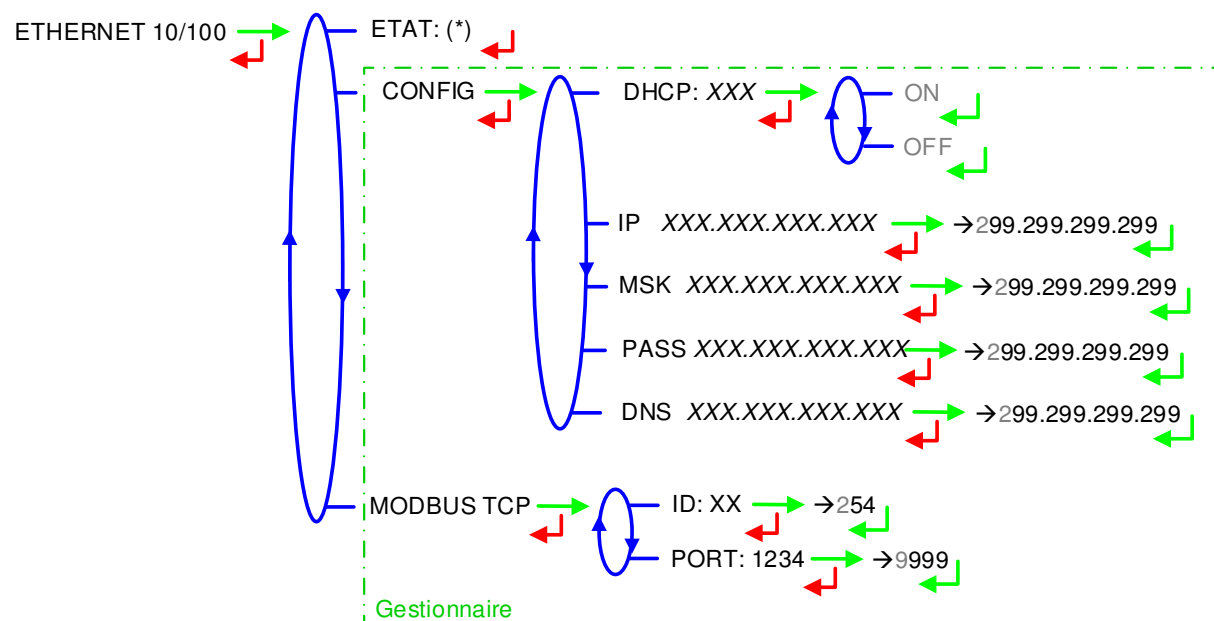 ETHERNET 10/100
ETAT: (*)
CONFIG
DHCP: XXX
ON
OFF
IP XXX.XXX.XXX.XXX →299.299.299.299
MSK XXX.XXX.XXX.XXX →299.299.299.299
PASS XXX.XXX.XXX.XXX →299.299.299.299
DNS XXX.XXX.XXX.XXX →299.299.299.299
MODBUS TCP
ID: XX →254
PORT: 1234 →9999
Gestionnaire